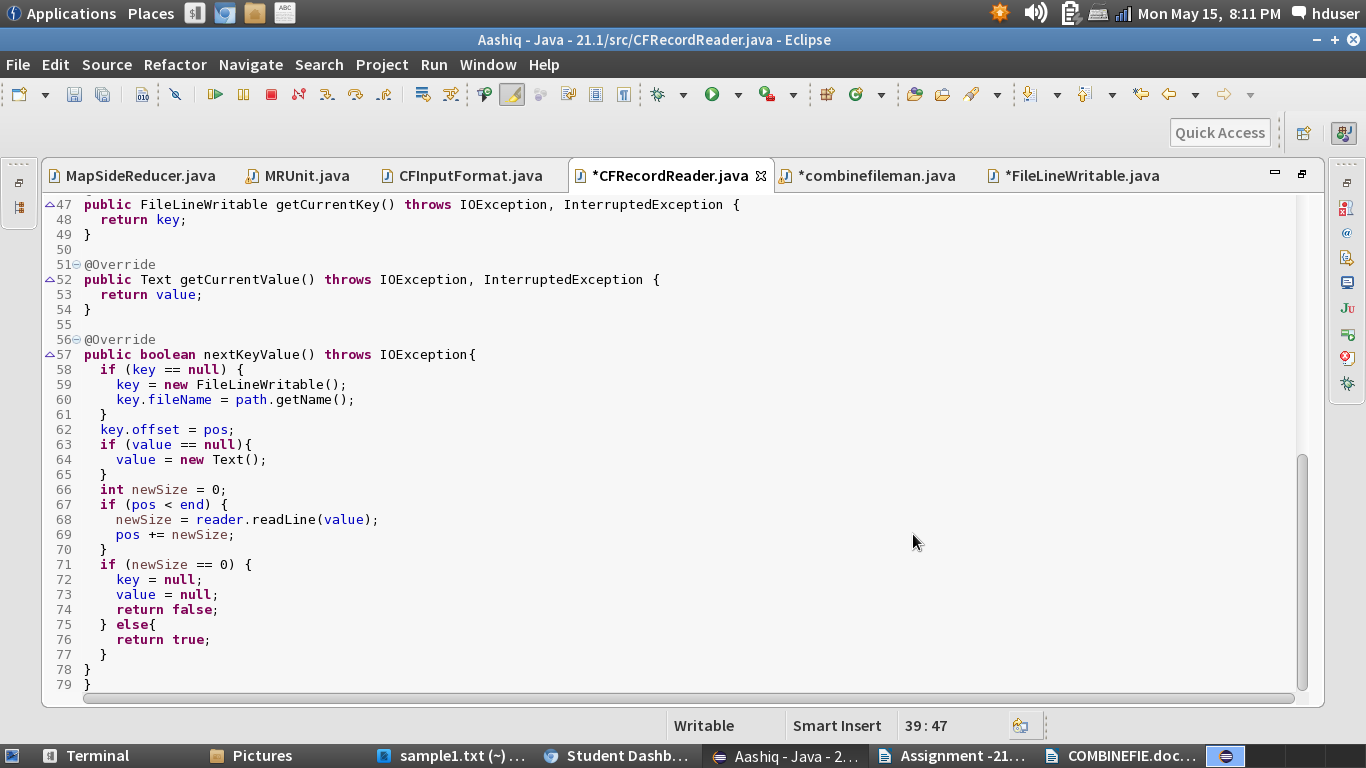 Applications Places Mon May 15, 8:11 PM hduser
Aashiq - Java - 21.1/src/CFRecordReader.java - Eclipse
File Edit Source Refactor Navigate Search Project Run Window Help
Quick Access
MapSideReducer.java MRUnit.java CFInputFormat.java *CFRecordReader.java *combinefileman.java *FileLineWritable.java
47 public FileLineWritable getCurrentKey() throws IOException, InterruptedException {
48 return key;
49 }
50
51 @Override
52 public Text getCurrentValue() throws IOException, InterruptedException {
53 return value;
54 }
55
56 @Override
57 public boolean nextKeyValue() throws IOException{
58 if (key == null) {
59 key = new FileLineWritable();
60 key.fileName = path.getName();
61 }
62 key.offset = pos;
63 if (value == null){
64 value = new Text();
65 }
66 int newSize = 0;
67 if (pos < end) {
68 newSize = reader.readLine(value);
69 pos += newSize;
70 }
71 if (newSize == 0) {
72 key = null;
73 value = null;
74 return false;
75 } else{
76 return true;
77 }
78 }
79 }
Writable Smart Insert 39 : 47
Terminal Pictures sample1.txt (~) ... Student Dashb... Aashiq - Java - 2... Assignment -21... COMBINEFIE.doc...